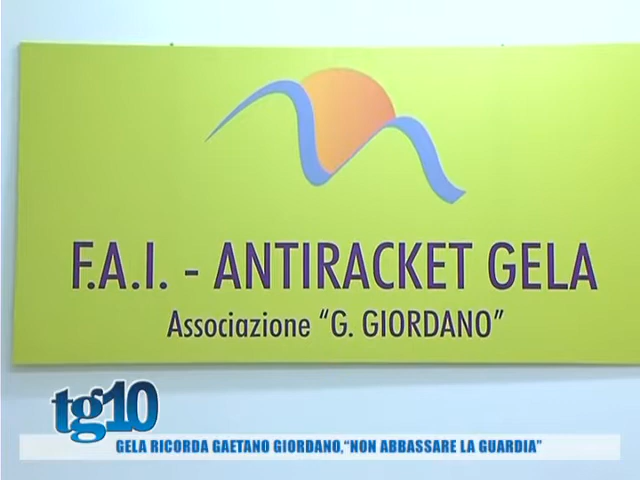 F.A.I. - ANTIRACKET GELA
Associazione “G. GIORDANO”
tg10
GELA RICORDA GAETANO GIORDANO,“NON ABBASSARE LA GUARDIA”